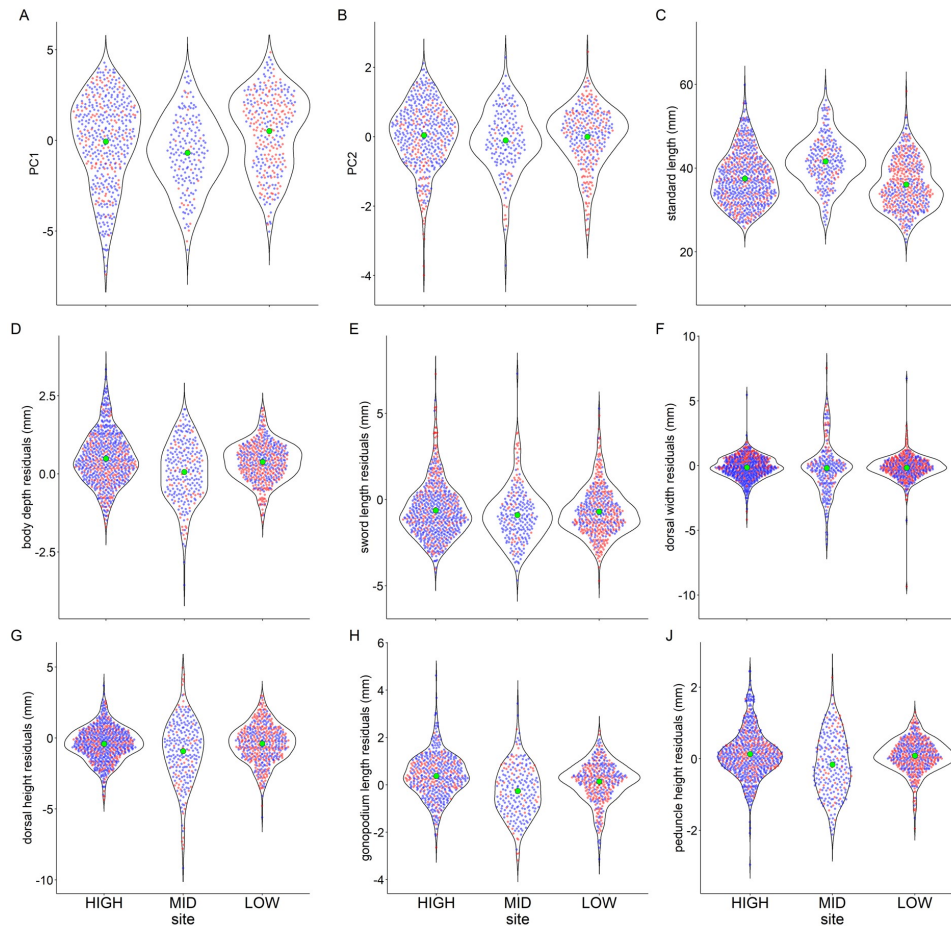 A
B
C
PC1
5
0
-5
PC2
2
0
-2
-4
standard length (mm)
60
40
20
D
E
F
body depth residuals (mm)
2.5
0.0
-2.5
sword length residuals (mm)
5
0
-5
dorsal width residuals (mm)
10
5
0
-5
-10
G
H
J
dorsal height residuals (mm)
5
0
-5
-10
gonopodium length residuals (mm)
6
4
2
0
-2
-4
peduncle height residuals (mm)
2
0
-2
HIGH MID LOW
site
HIGH MID LOW
site
HIGH MID LOW
site